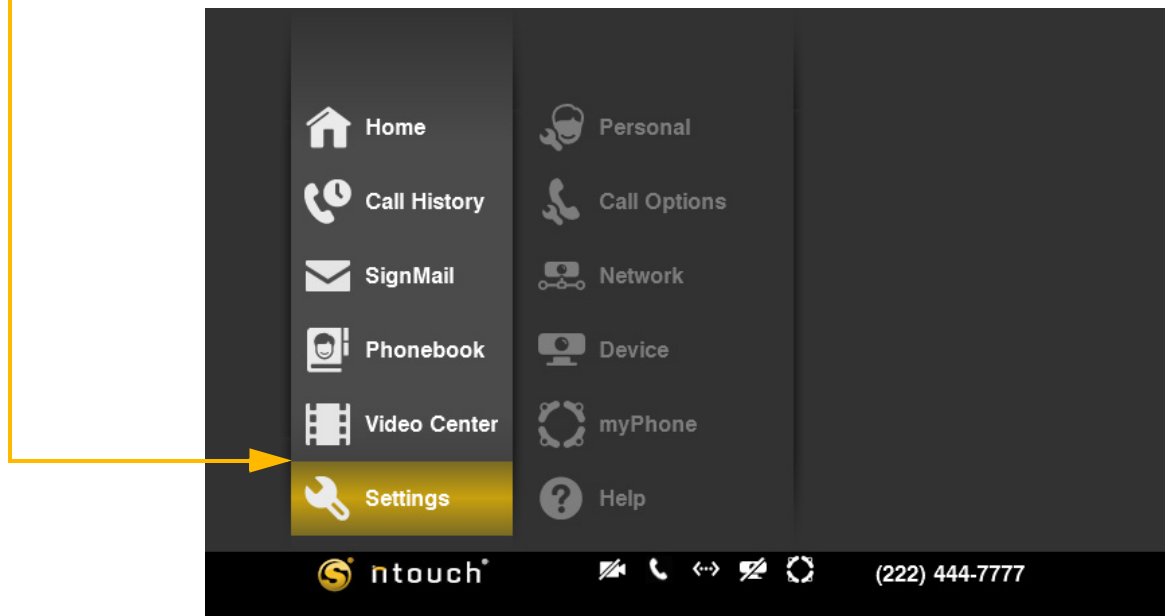 Home
Personal
Call History
Call Options
SignMail
Network
Phonebook
Device
Video Center
myPhone
Settings
Help
S ntouch® (222) 444-7777